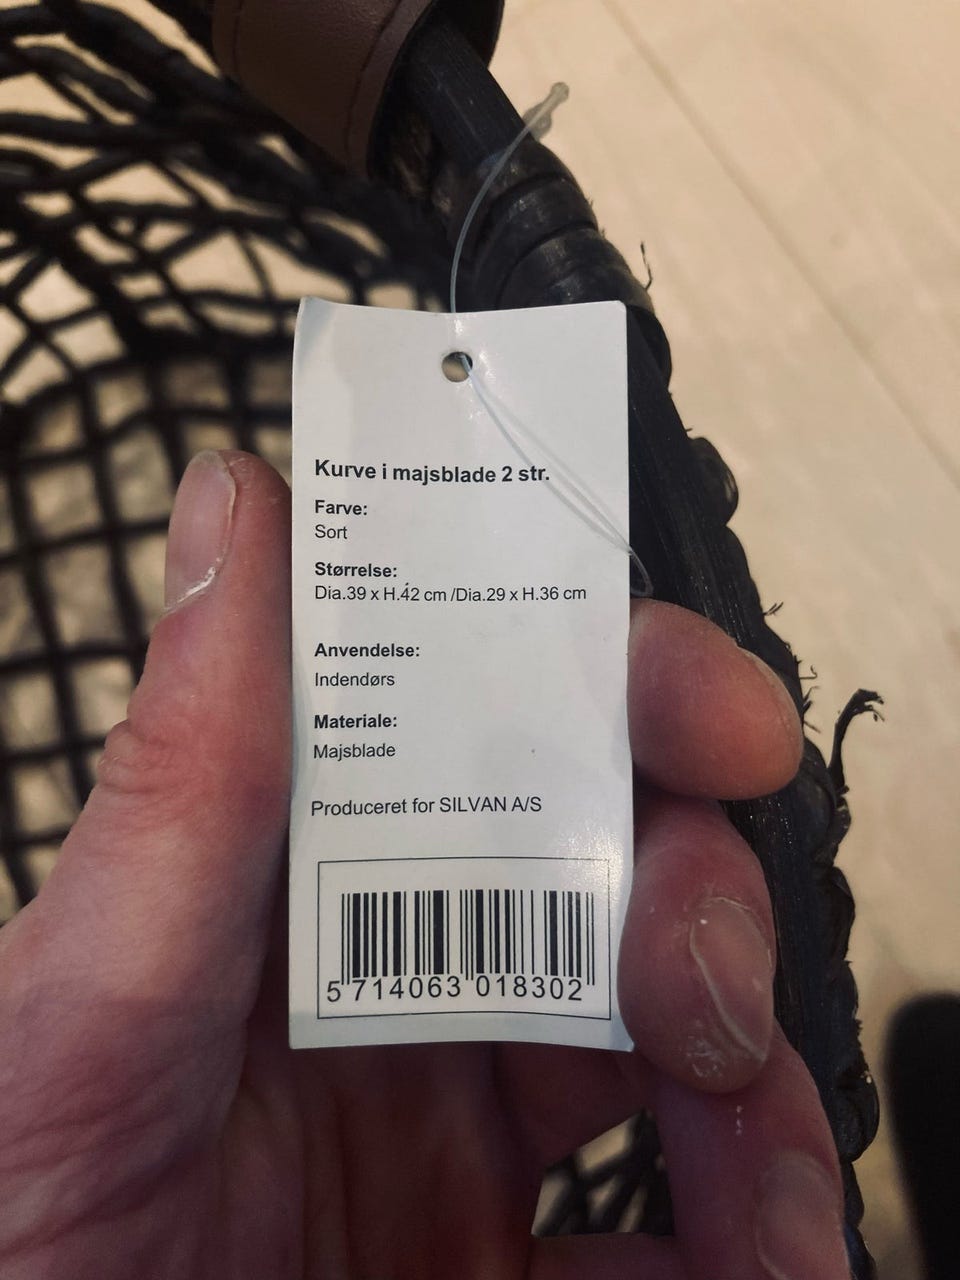 Kurve i majsblade 2 str.
Farve:
Sort
Størrelse:
Dia.39 x H.42 cm /Dia.29 x H.36 cm
Anvendelse:
Indendørs
Materiale:
Majsblade
Produceret for SILVAN A/S
5 714063 018302